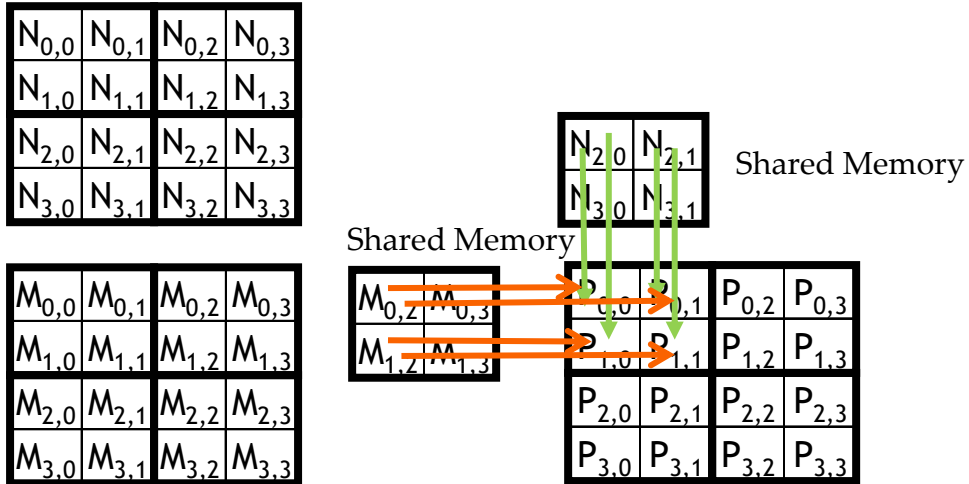 N0,0 N0,1 N0,2 N0,3
N1,0 N1,1 N1,2 N1,3
N2,0 N2,1 N2,2 N2,3
N3,0 N3,1 N3,2 N3,3
N2,0 N2,1
N3,0 N3,1
Shared Memory
Shared Memory
M0,0 M0,1 M0,2 M0,3
M1,0 M1,1 M1,2 M1,3
M2,0 M2,1 M2,2 M2,3
M3,0 M3,1 M3,2 M3,3
M0,2 M0,3
M1,2 M1,3
P0,0 P0,1 P0,2 P0,3
P1,0 P1,1 P1,2 P1,3
P2,0 P2,1 P2,2 P2,3
P3,0 P3,1 P3,2 P3,3